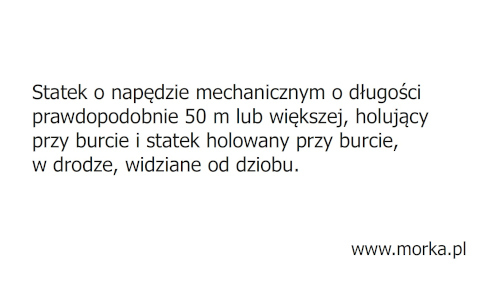 Statek o napędzie mechanicznym o długości
prawdopodobnie 50 m lub większej, holujący
przy burcie i statek holowany przy burcie,
w drodze, widziane od dziobu.
www.morka.pl